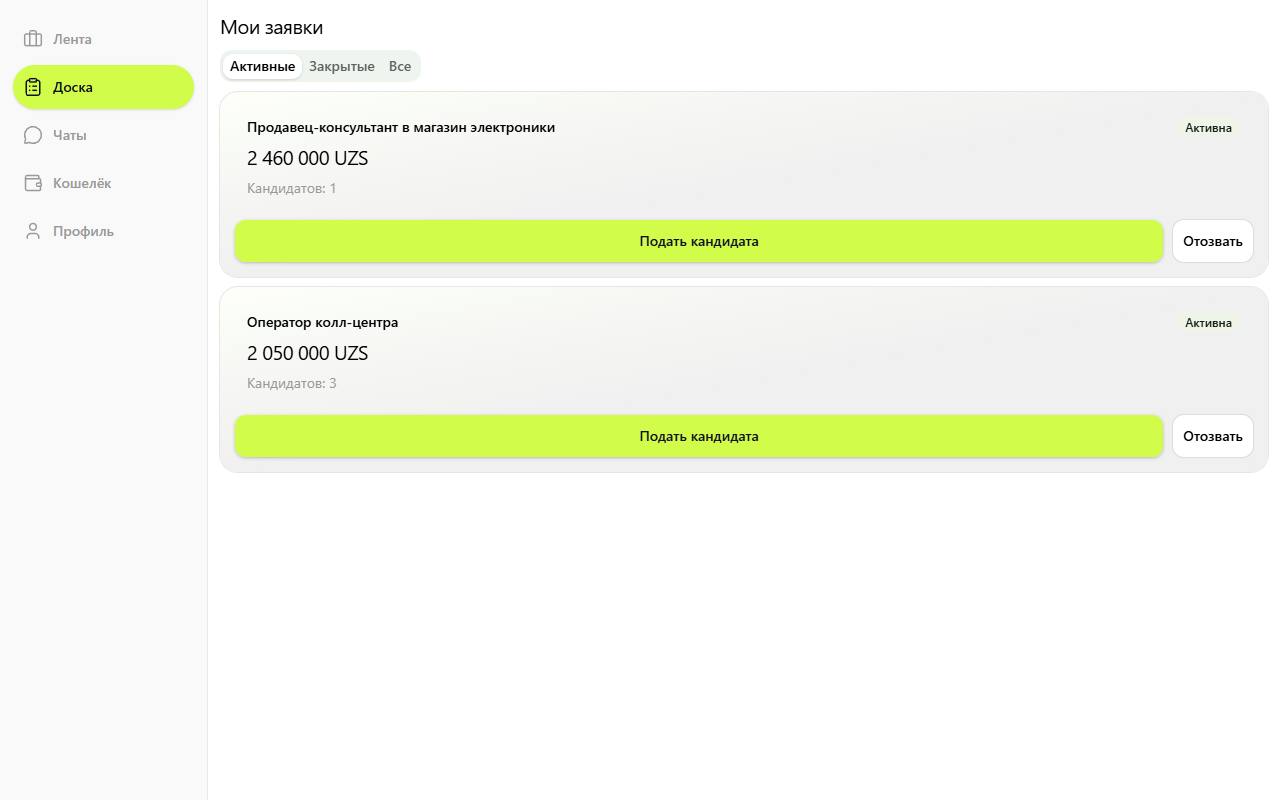 Лента
Доска
Чаты
Кошелёк
Профиль
Мои заявки
Активные Закрытые Все
Продавец-консультант в магазин электроники
Активна
2 460 000 UZS
Кандидатов: 1
Подать кандидата
Отозвать
Оператор колл-центра
Активна
2 050 000 UZS
Кандидатов: 3
Подать кандидата
Отозвать